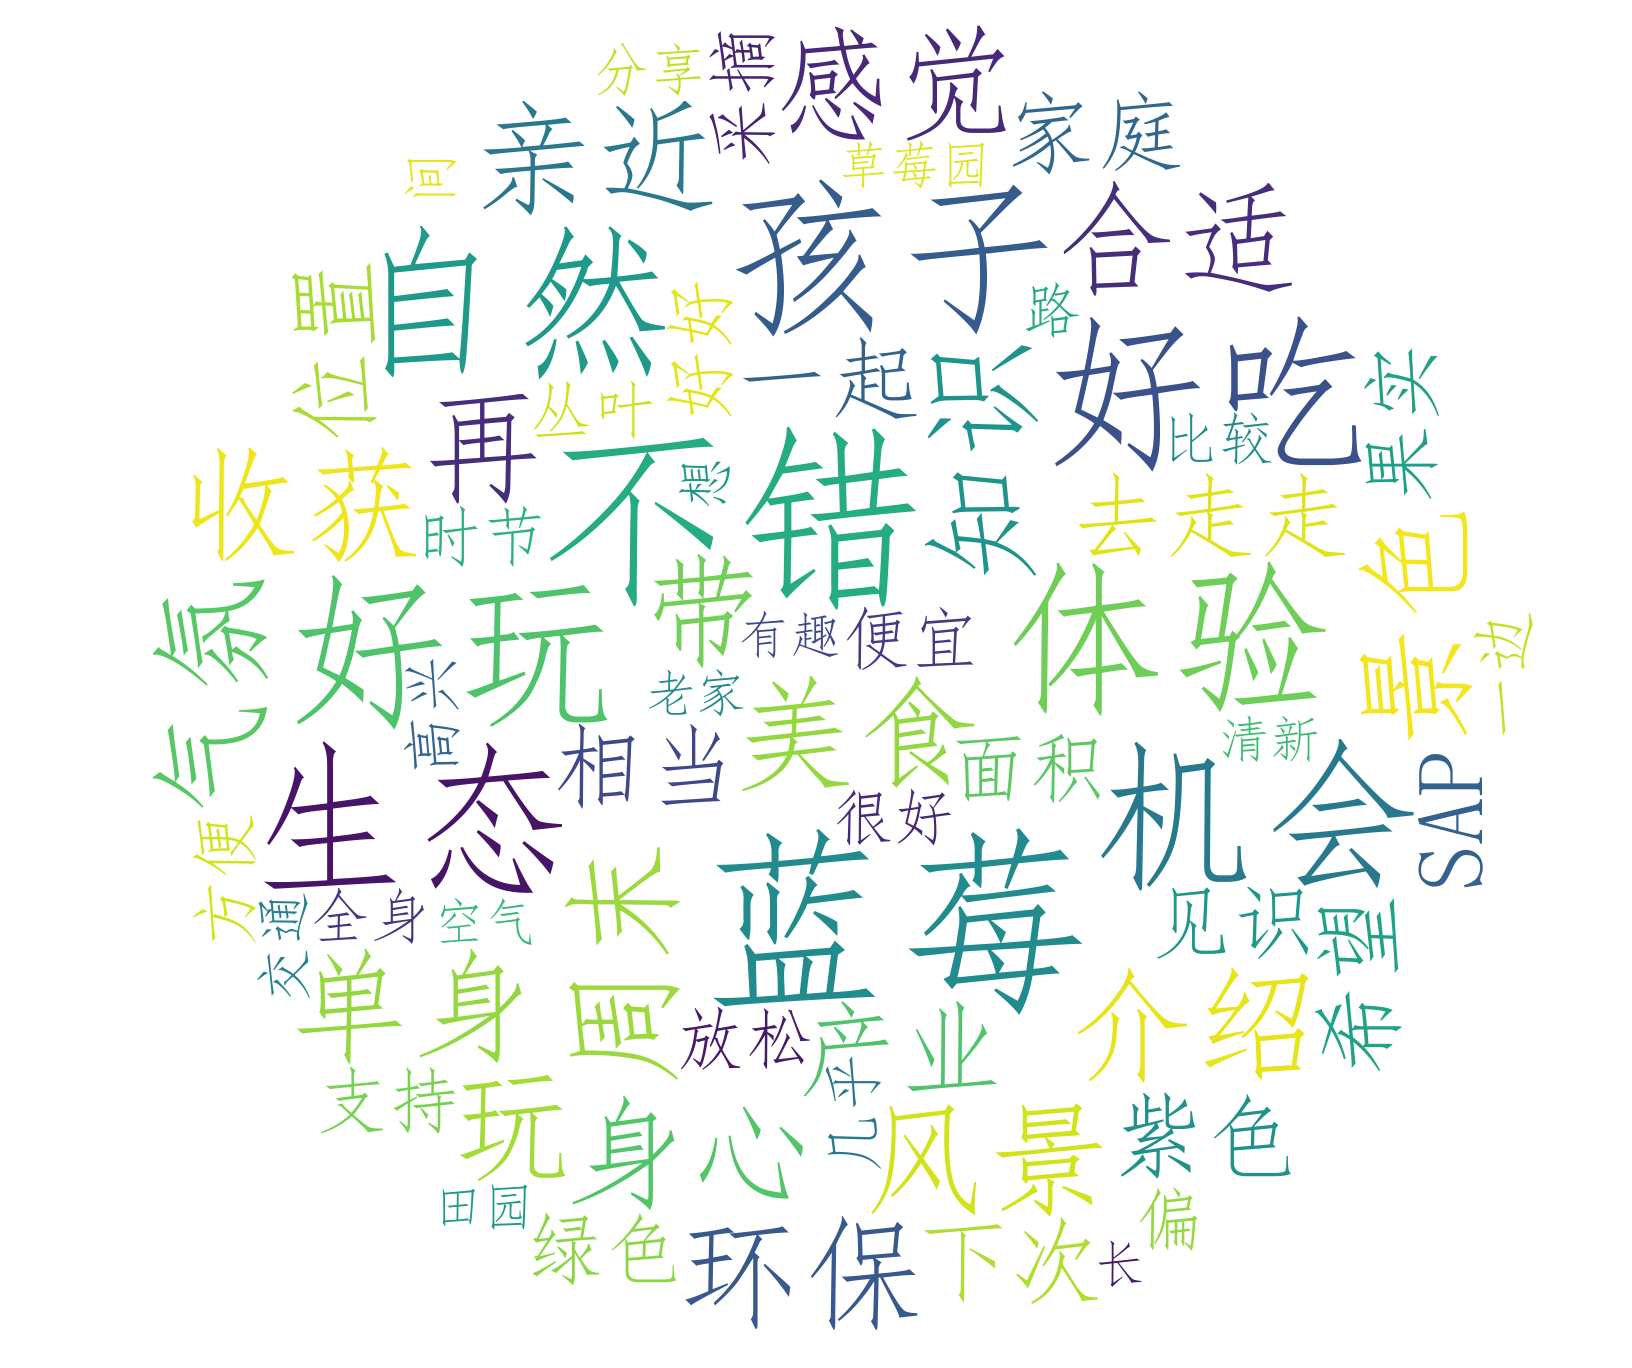 分享
采摘
感觉
亲近
家庭
间
草莓园
孩子
合适
自然
位置
好好
路
一起
知识
好吃
果实
丛叶
再
不错
想
比较
收获
时节
去走走
景色
带
体验
气氛
好玩
有趣
便宜
一边
高兴
老家
美食
清新
相当
面积
生态
机会
SAP
很好
方便
蓝莓
周末
交通
全身
空气
见识
希望
单身
放松
产业
介绍
支持
玩
身心
几乎
风景
紫色
田园
绿色
环保
下次
偏
长